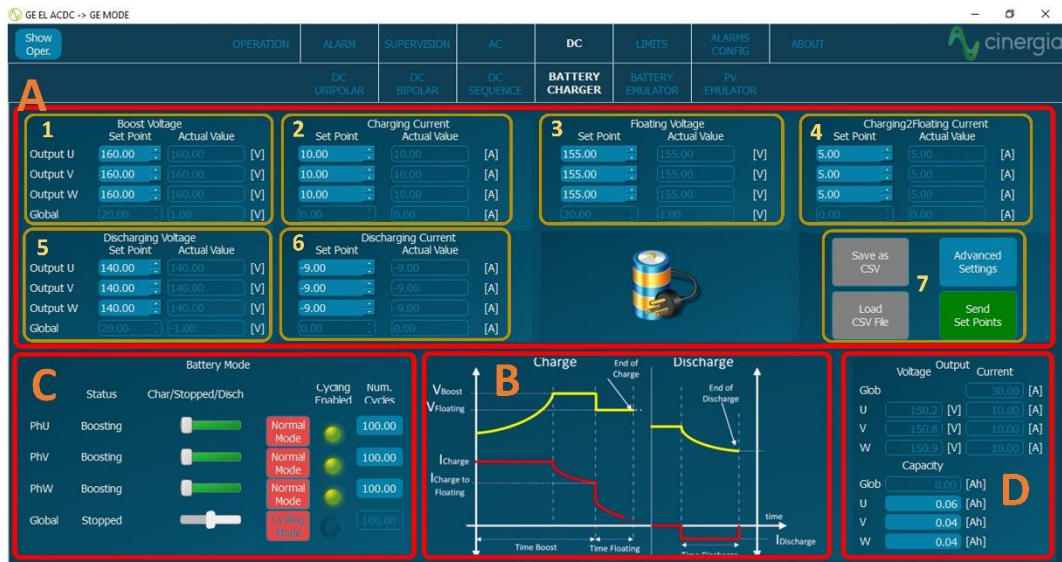 GE EL ACDC -> GE MODE
Show
Oper.
OPERATION ALARM SUPERVISION AC DC LIMITS ALARMS CONFIG ABOUT
cinergia
DC UNIPOLAR DC BIPOLAR DC SEQUENCE BATTERY CHARGER BATTERY EMULATOR PV EMULATOR
A
1 Boost Voltage
Set Point Actual Value
Output U 160.00 160.00 [V]
Output V 160.00 160.00 [V]
Output W 160.00 160.00 [V]
Global 20.00 1.00 [V]
2 Charging Current
Set Point Actual Value
10.00 10.00 [A]
10.00 10.00 [A]
10.00 10.00 [A]
0.00 0.00 [A]
3 Floating Voltage
Set Point Actual Value
155.00 155.00 [V]
155.00 155.00 [V]
155.00 155.00 [V]
20.00 1.00 [V]
4 Charging2Floating Current
Set Point Actual Value
5.00 5.00 [A]
5.00 5.00 [A]
5.00 5.00 [A]
0.00 0.00 [A]
5 Discharging Voltage
Set Point Actual Value
Output U 140.00 140.00 [V]
Output V 140.00 140.00 [V]
Output W 140.00 140.00 [V]
Global 20.00 -1.00 [V]
6 Discharging Current
Set Point Actual Value
-9.00 -9.00 [A]
-9.00 -9.00 [A]
-9.00 -9.00 [A]
0.00 0.00 [A]
7
Save as CSV
Advanced Settings
Load CSV File
Send Set Points
C
Battery Mode
Status Char/Stopped/Disch Cycling Enabled Num. Cycles
PhU Boosting Normal Mode 100.00
PhV Boosting Normal Mode 100.00
PhW Boosting Normal Mode 100.00
Global Stopped Cycling Mode 100.00
B
Charge Discharge
End of Charge
End of Discharge
VBoost
VFloating
ICharge
ICharge to Floating
time
IDischarge
Time Boost Time Floating Time Discharge
D
Output
Voltage Current
Glob 30.00 [A]
U 150.2 [V] 10.00 [A]
V 150.8 [V] 10.00 [A]
W 150.9 [V] 10.00 [A]
Capacity
Glob 0.00 [Ah]
U 0.06 [Ah]
V 0.04 [Ah]
W 0.04 [Ah]